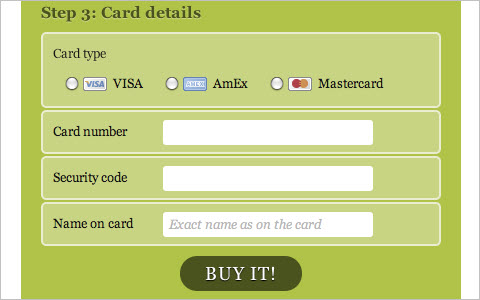 Step 3: Card details
Card type
VISA VISA AMEX AmEx Mastercard
Card number
Security code
Name on card Exact name as on the card
BUY IT!